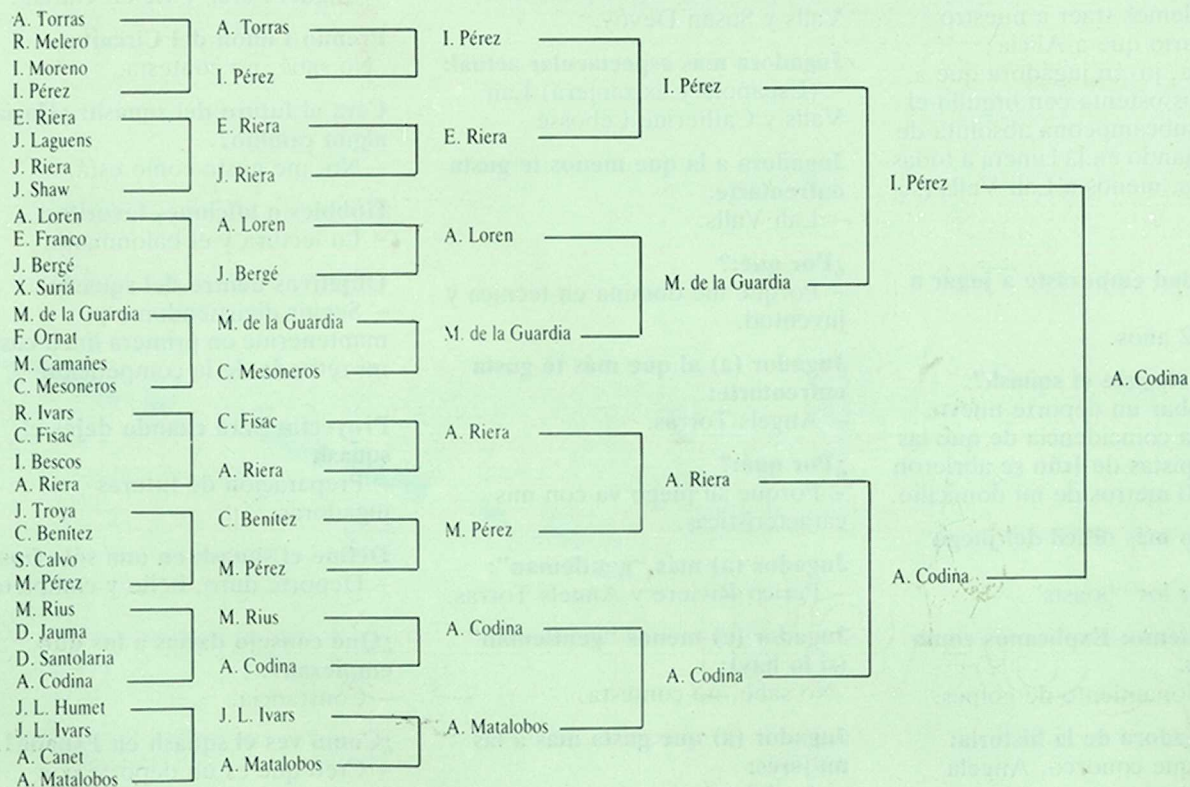 A. Torras
R. Melero
I. Moreno
I. Pérez
E. Riera
J. Laguens
J. Riera
J. Shaw
A. Loren
E. Franco
J. Bergé
X. Surjé
M. de la Guardia
F. Ornat
M. Camañes
C. Mesoneros
R. Ivars
C. Fisac
I. Bescos
A. Riera
J. Troya
C. Benítez
S. Calvo
M. Pérez
M. Rius
D. Jauma
D. Santolaria
A. Codina
J. L. Humet
J. L. Ivars
A. Canet
A. Matalobos
A. Torras
I. Pérez
E. Riera
J. Riera
A. Loren
J. Bergé
M. de la Guardia
C. Mesoneros
C. Fisac
A. Riera
C. Benítez
M. Pérez
M. Rius
A. Codina
J. L. Ivars
A. Matalobos
I. Pérez
E. Riera
A. Loren
M. de la Guardia
A. Riera
M. Pérez
A. Codina
A. Matalobos
I. Pérez
M. de la Guardia
A. Riera
A. Codina
I. Pérez
A. Codina
A. Codina